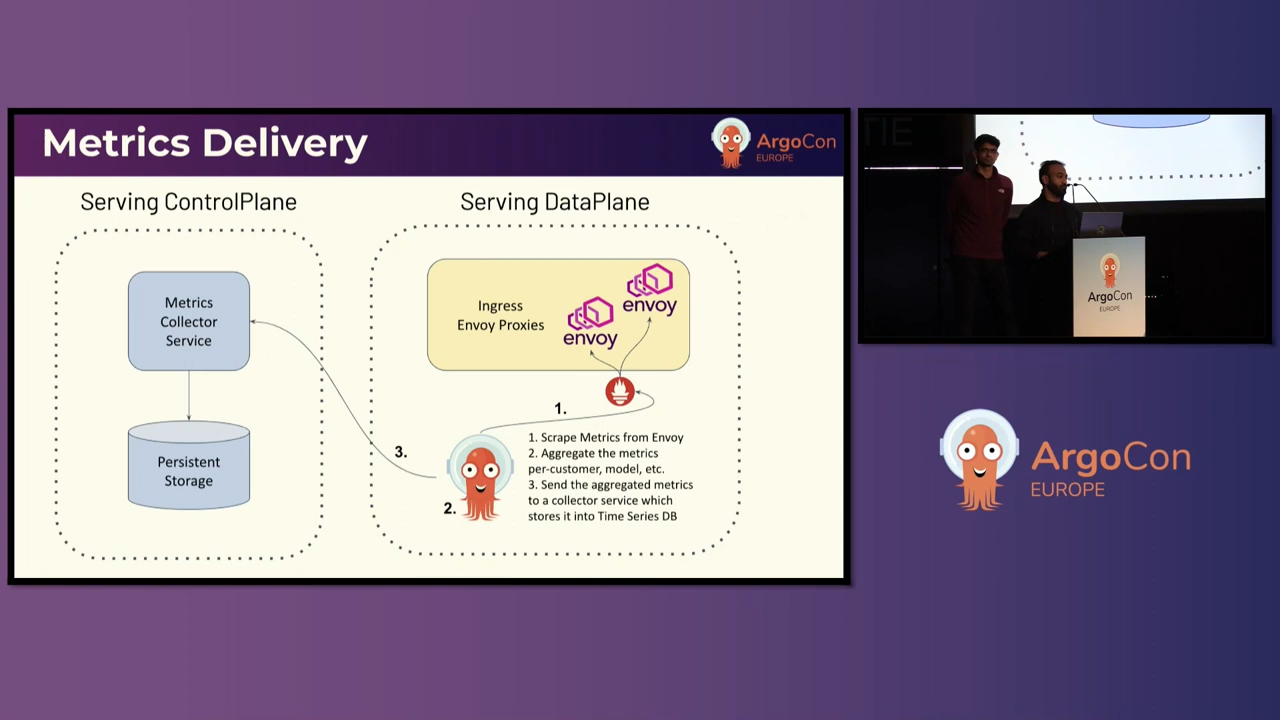 Metrics Delivery
ArgoCon
EUROPE
Serving ControlPlane
Serving DataPlane
Metrics
Collector
Service
Persistent
Storage
Ingress
Envoy Proxies
envoy
envoy
1.
3.
2.
1. Scrape Metrics from Envoy
2. Aggregate the metrics
per-customer, model, etc.
3. Send the aggregated metrics
to a collector service which
stores it into Time Series DB
TIE
ArgoCon
EUROPE
ArgoCon
EUROPE